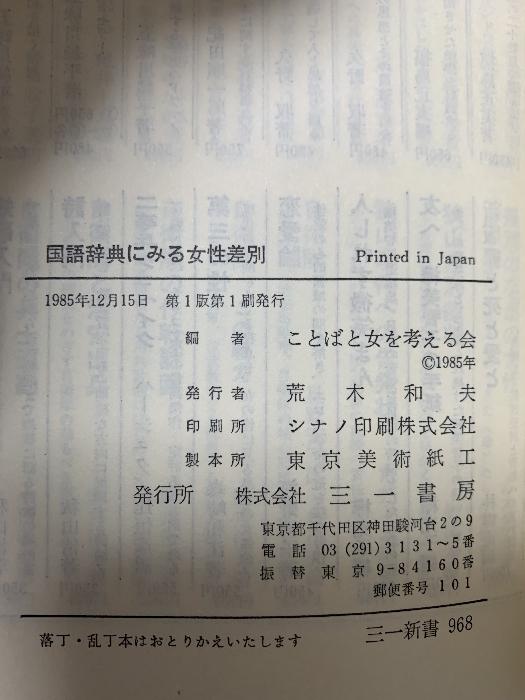 国語辞典にみる女性差別 Printed in Japan
1985年12月15日 第1版第1刷発行
編者 ことばと女を考える会
©1985年
発行者 荒木和夫
印刷所 シナノ印刷株式会社
製本所 東京美術紙工
発行所 株式会社 三一書房
東京都千代田区神田駿河台2の9
電話 03 (291) 3131〜5番
振替東京 9-84160番
郵便番号 101
落丁・乱丁本はおとりかえいたします 三一新書 968